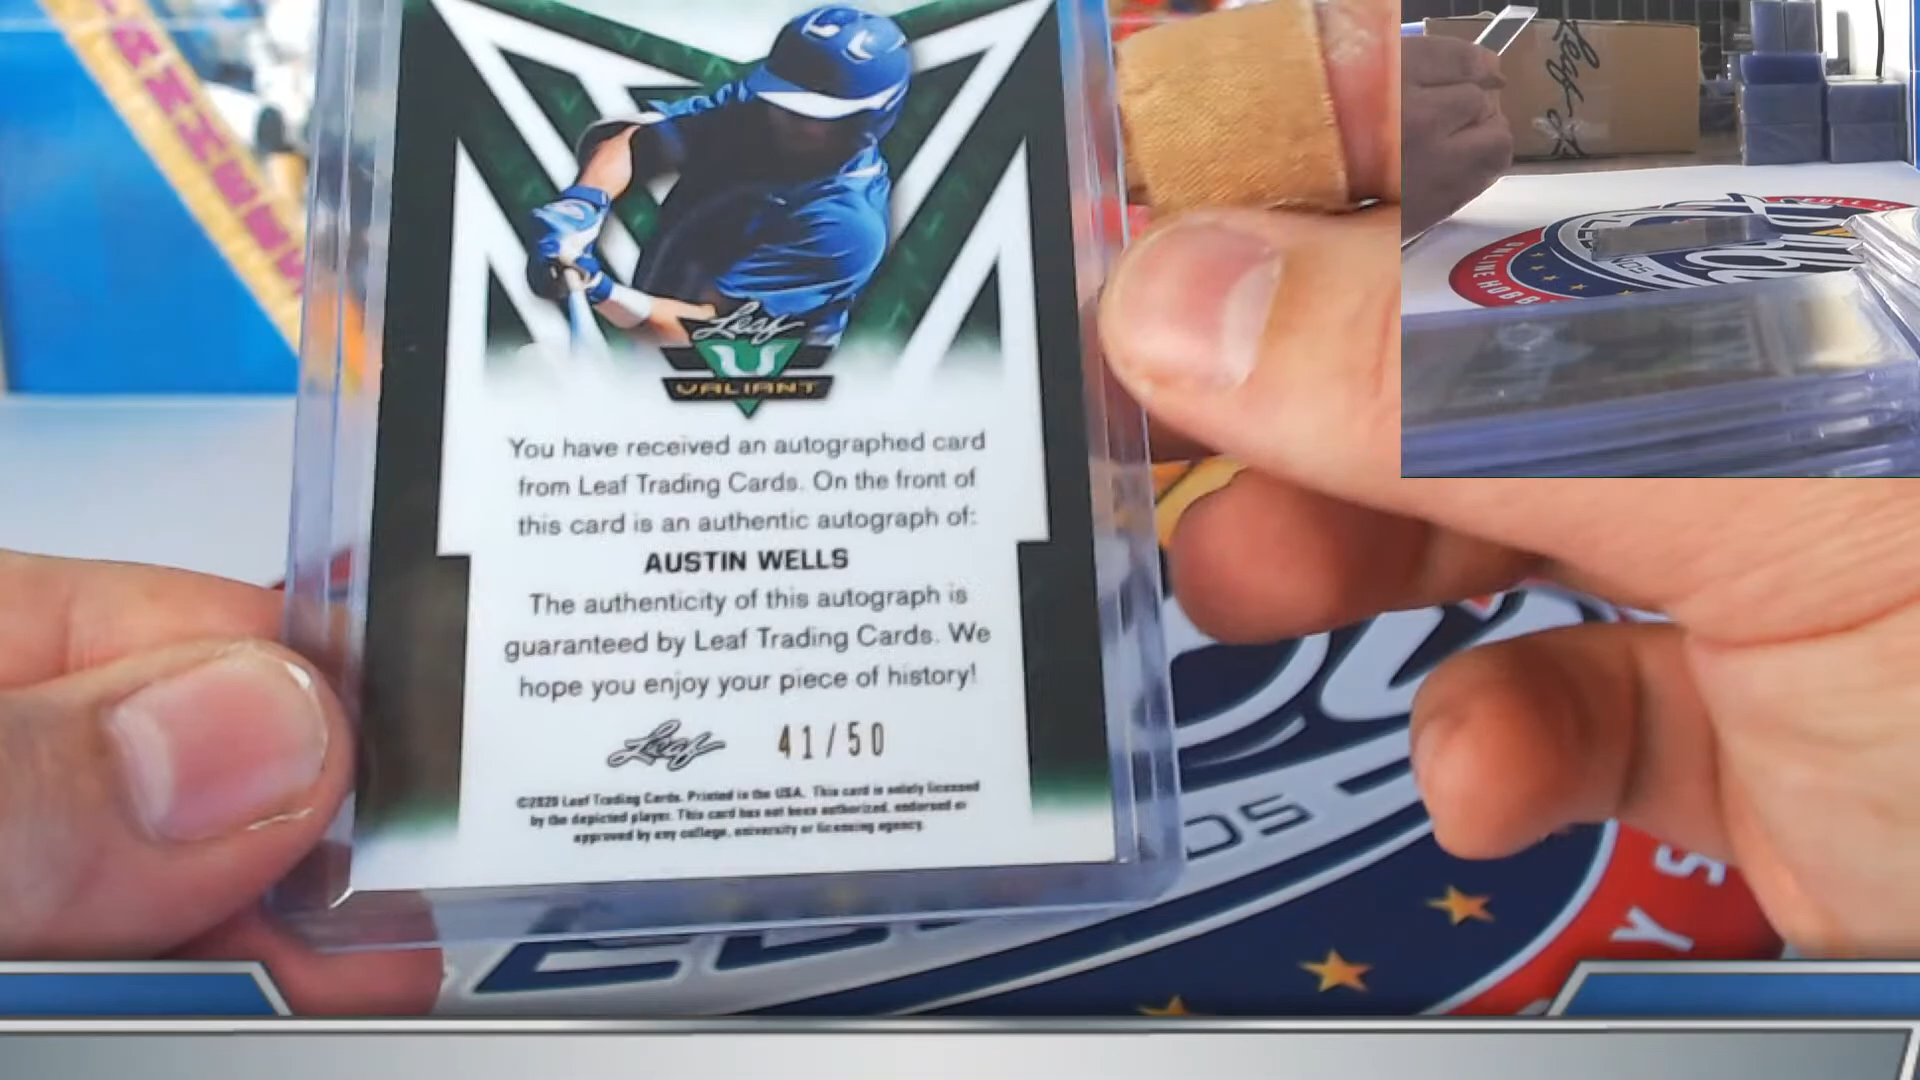 Leaf
VALIANT
You have received an autographed card
from Leaf Trading Cards. On the front of
this card is an authentic autograph of:
AUSTIN WELLS
The authenticity of this autograph is
guaranteed by Leaf Trading Cards. We
hope you enjoy your piece of history!
Leaf 41/50
©2020 Leaf Trading Cards. Printed in the USA. This card is solely licensed
by the depicted player. This card has not been authorized, endorsed or
approved by any college, university or licensing agency.
ONLINE HOBB